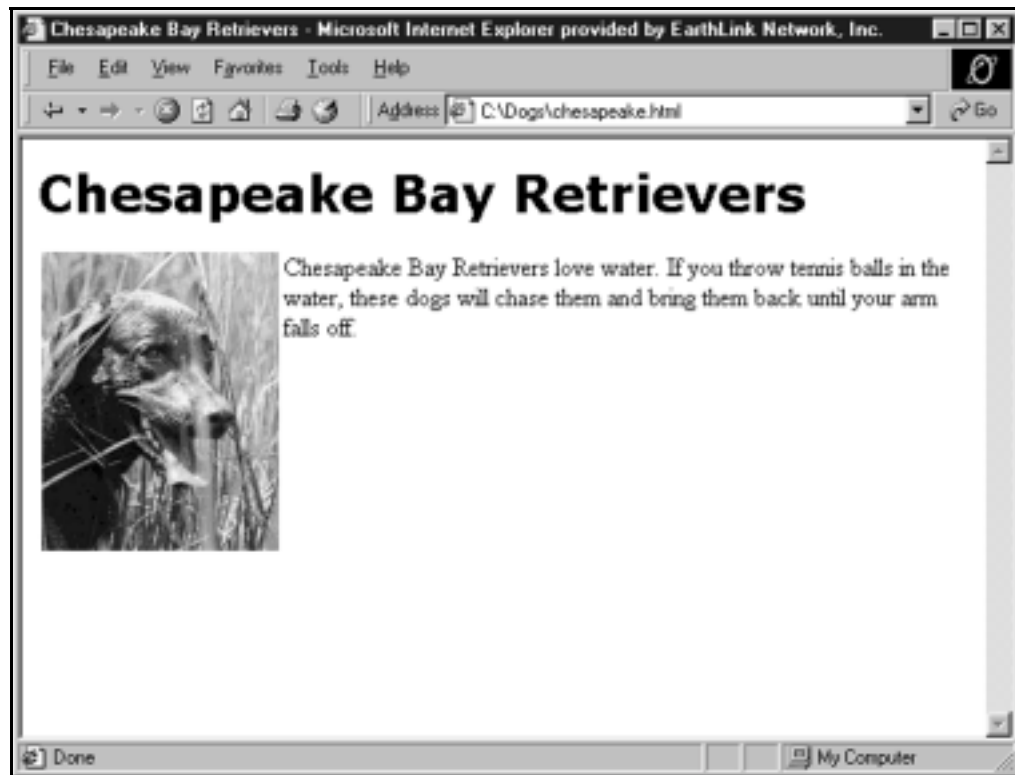 Chesapeake Bay Retrievers - Microsoft Internet Explorer provided by EarthLink Network, Inc.
File Edit View Favorites Tools Help
Address C:\Dogs\chesapeake.html Go
Chesapeake Bay Retrievers
Chesapeake Bay Retrievers love water. If you throw tennis balls in the
water, these dogs will chase them and bring them back until your arm
falls off.
Done My Computer